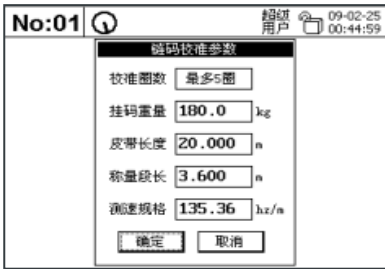 No:01 超级用户 09-02-25 00:44:59
链码校准参数
校准圈数 最多5圈
挂码重量 180.0 kg
皮带长度 20.000 m
称量段长 3.600 m
测速规格 135.36 hz/m
确定 取消